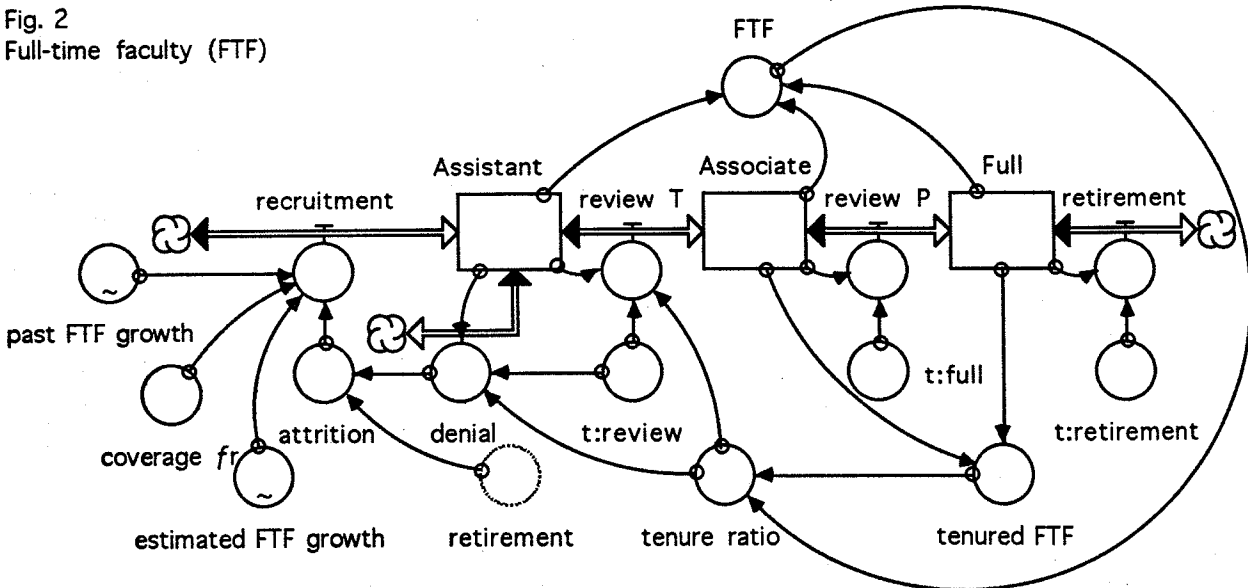 Fig. 2
Full-time faculty (FTF)
FTF
Assistant
Associate
Full
recruitment
review T
review P
retirement
~
past FTF growth
t:full
attrition
denial
t:review
t:retirement
coverage fr
~
estimated FTF growth
retirement
tenure ratio
tenured FTF